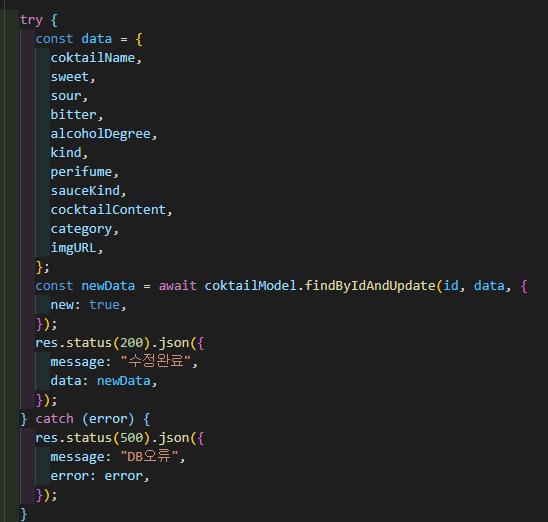 try {
const data = {
coktailName,
sweet,
sour,
bitter,
alcoholDegree,
kind,
perifume,
sauceKind,
cocktailContent,
category,
imgURL,
};
const newData = await coktailModel.findByIdAndUpdate(id, data, {
new: true,
});
res.status(200).json({
message: "수정완료",
data: newData,
});
} catch (error) {
res.status(500).json({
message: "DB오류",
error: error,
});
}